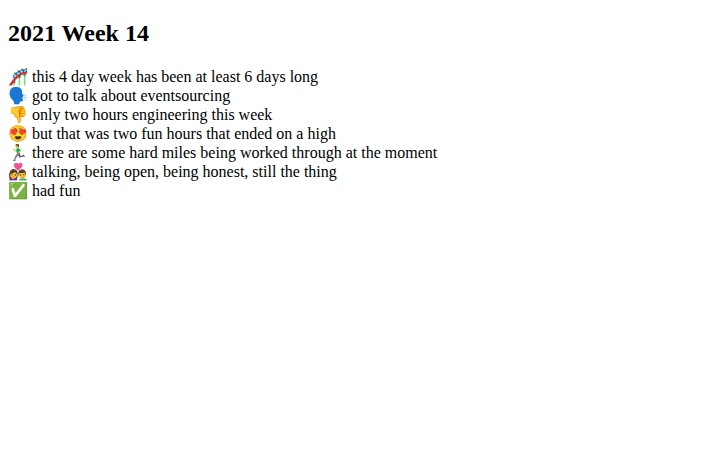 2021 Week 14
🎢 this 4 day week has been at least 6 days long
🗣️ got to talk about eventsourcing
👎 only two hours engineering this week
😍 but that was two fun hours that ended on a high
🏃‍♂️ there are some hard miles being worked through at the moment
👩‍❤️‍👨 talking, being open, being honest, still the thing
✅ had fun